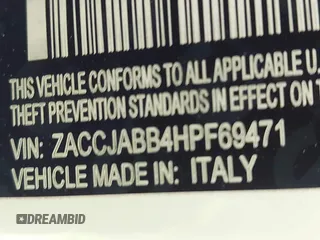 THIS VEHICLE CONFORMS TO ALL APPLICABLE U.
THEFT PREVENTION STANDARDS IN EFFECT ON T
VIN: ZACCJABB4HPF69471
VEHICLE MADE IN: ITALY
DREAMBID